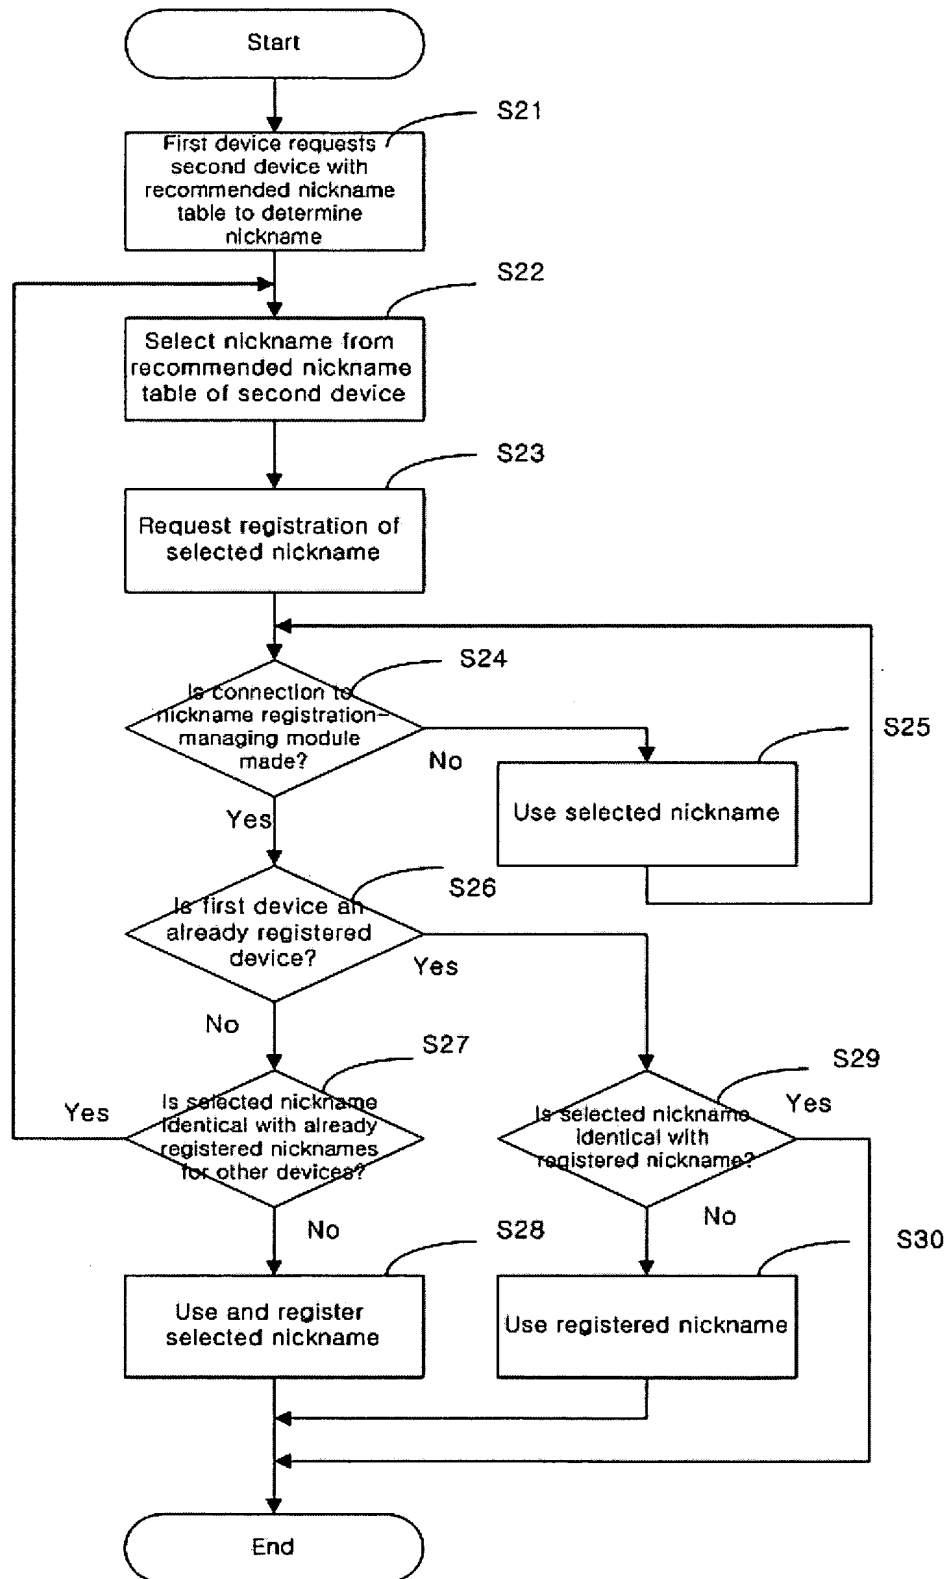 Start
S21
First device requests
second device with
recommended nickname
table to determine
nickname
S22
Select nickname from
recommended nickname
table of second device
S23
Request registration of
selected nickname
S24
Is connection to
nickname registration-
managing module
made?
No
S25
Use selected nickname
Yes
S26
Is first device an
already registered
device?
Yes
No
S27
Is selected nickname
identical with already
registered nicknames
for other devices?
Yes
S29
Is selected nickname
identical with
registered nickname?
Yes
No
No
S28
Use and register
selected nickname
S30
Use registered nickname
End